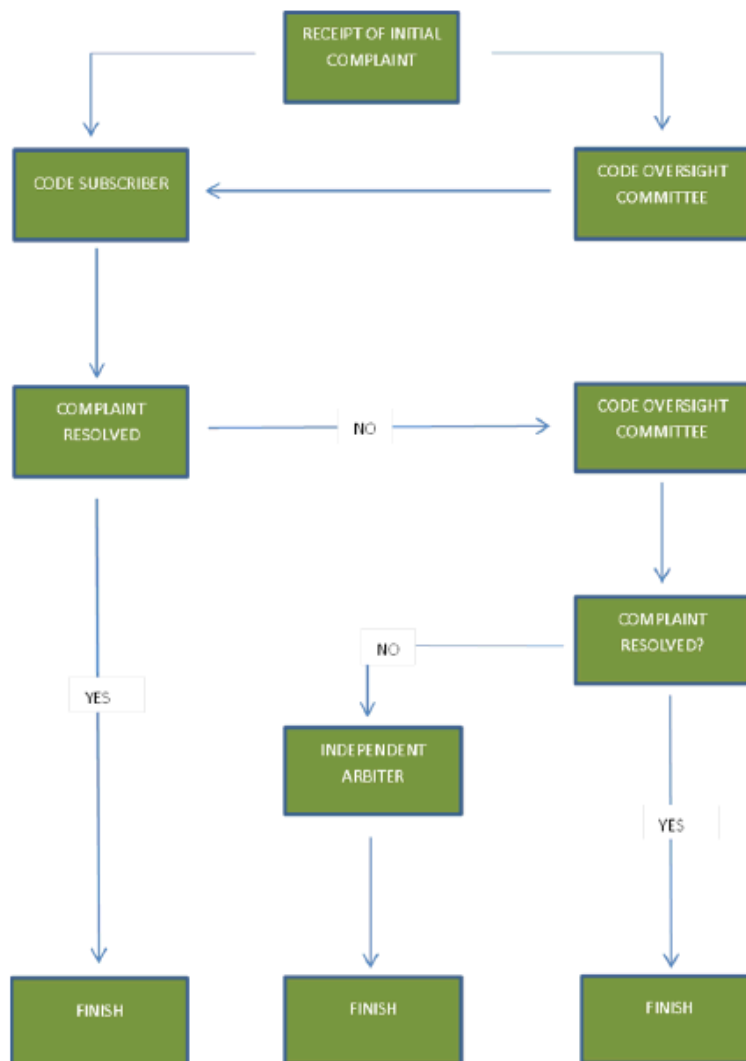 RECEIPT OF INITIAL
COMPLAINT
CODE SUBSCRIBER
CODE OVERSIGHT
COMMITTEE
COMPLAINT
RESOLVED
NO
CODE OVERSIGHT
COMMITTEE
COMPLAINT
RESOLVED?
NO
YES
INDEPENDENT
ARBITER
YES
FINISH
FINISH
FINISH